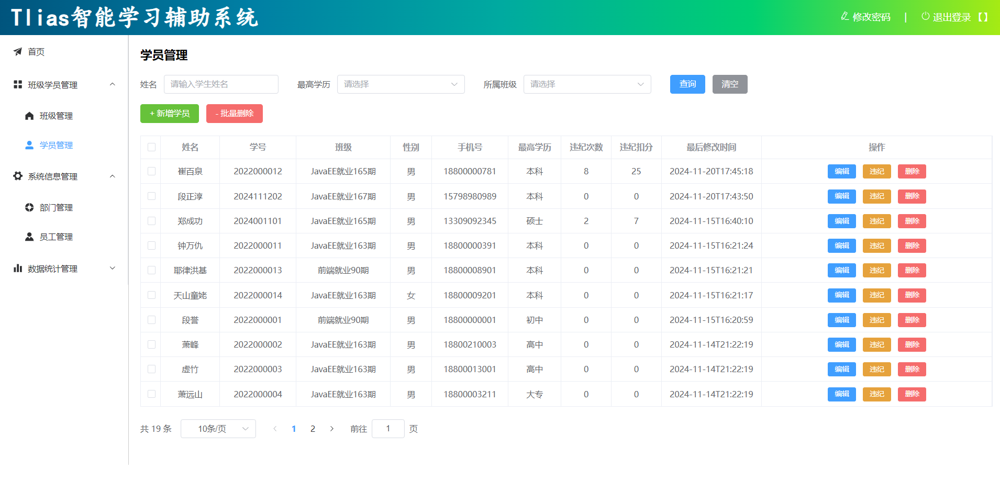 Tlias智能学习辅助系统
修改密码 | 退出登录 【】
首页
班级学员管理
班级管理
学员管理
系统信息管理
部门管理
员工管理
数据统计管理
学员管理
姓名 请输入学生姓名 最高学历 请选择 所属班级 请选择 查询 清空
+ 新增学员 - 批量删除
姓名 学号 班级 性别 手机号 最高学历 违纪次数 违纪扣分 最后修改时间 操作
崔百泉 2022000012 JavaEE就业165期 男 18800000781 本科 8 25 2024-11-20T17:45:18 编辑 违纪 删除
段正淳 2024111202 JavaEE就业167期 男 15798980989 本科 0 0 2024-11-20T17:43:50 编辑 违纪 删除
郑成功 2024001101 JavaEE就业165期 男 13309092345 硕士 2 7 2024-11-15T16:40:10 编辑 违纪 删除
钟万仇 2022000011 JavaEE就业163期 男 18800000391 本科 0 0 2024-11-15T16:21:24 编辑 违纪 删除
耶律洪基 2022000013 前端就业90期 男 18800008901 本科 0 0 2024-11-15T16:21:21 编辑 违纪 删除
天山童姥 2022000014 JavaEE就业163期 女 18800009201 本科 0 0 2024-11-15T16:21:17 编辑 违纪 删除
段誉 2022000001 前端就业90期 男 18800000001 初中 0 0 2024-11-15T16:20:59 编辑 违纪 删除
萧峰 2022000002 JavaEE就业163期 男 18800210003 高中 0 0 2024-11-14T21:22:19 编辑 违纪 删除
虚竹 2022000003 JavaEE就业163期 男 18800013001 高中 0 0 2024-11-14T21:22:19 编辑 违纪 删除
萧远山 2022000004 JavaEE就业163期 男 18800003211 大专 0 0 2024-11-14T21:22:19 编辑 违纪 删除
共 19 条 10条/页 1 2 前往 1 页